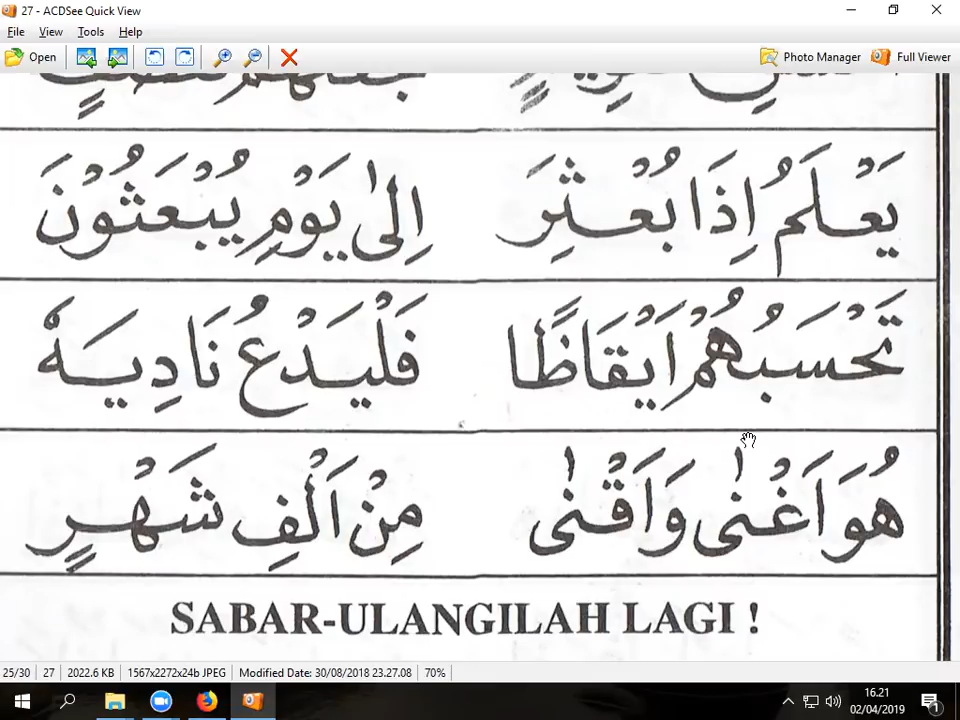 27 - ACDSee Quick View
File View Tools Help
Open Photo Manager Full Viewer
يَعْلَمُ اِذَا بُعْثِرَ اِلٰى يَوْمِ يُبْعَثُوْنَ
تَحْسَبُهُمْ اَيْقَاظًا فَلْيَدْعُ نَادِيَهٗ
هُوَ اَغْنٰى وَاَقْنٰى مِنْ اَلْفِ شَهْرٍ
SABAR-ULANGILAH LAGI !
25/30 27 2022.6 KB 1567x2272x24b JPEG Modified Date: 30/08/2018 23.27.08 70%
16.21
02/04/2019
1